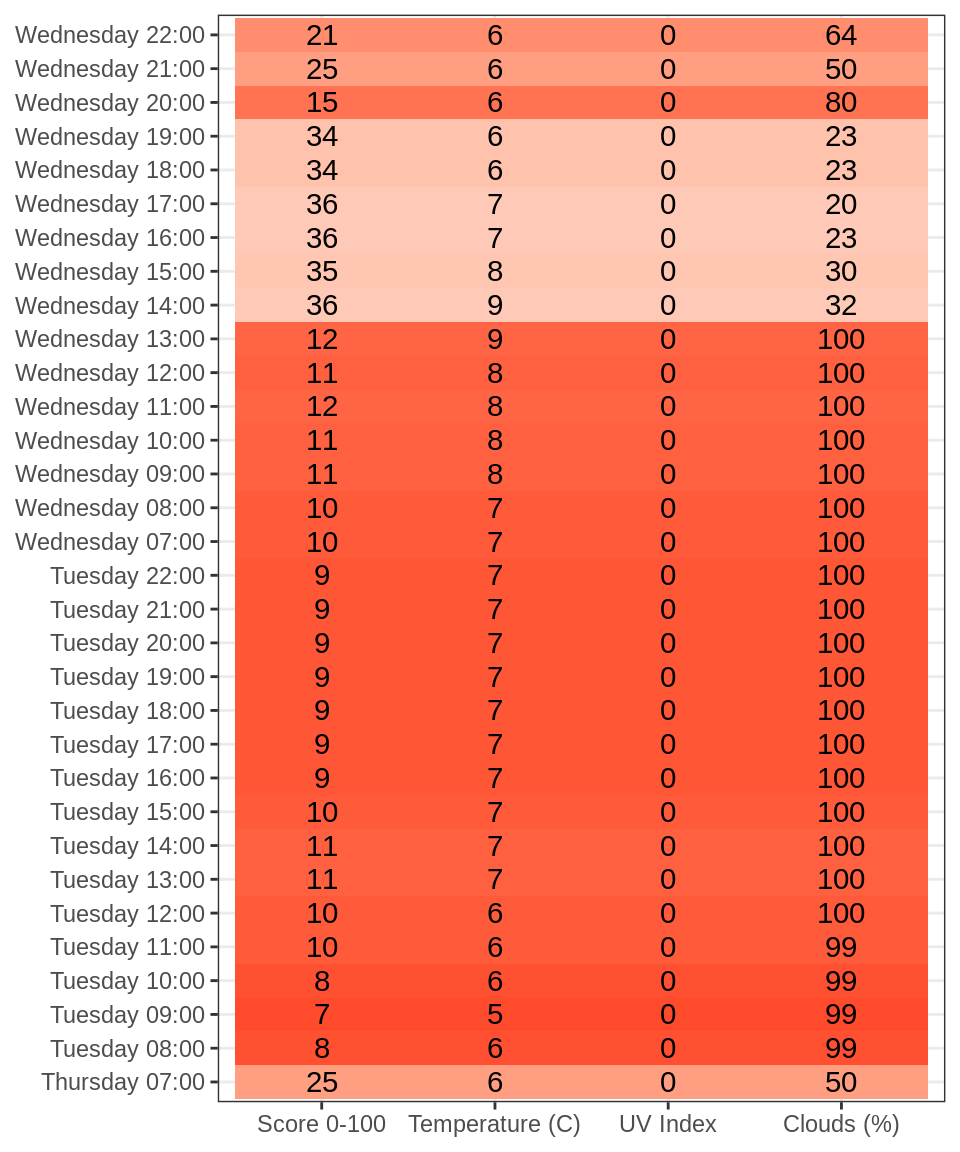 Wednesday 22:00 21 6 0 64
Wednesday 21:00 25 6 0 50
Wednesday 20:00 15 6 0 80
Wednesday 19:00 34 6 0 23
Wednesday 18:00 34 6 0 23
Wednesday 17:00 36 7 0 20
Wednesday 16:00 36 7 0 23
Wednesday 15:00 35 8 0 30
Wednesday 14:00 36 9 0 32
Wednesday 13:00 12 9 0 100
Wednesday 12:00 11 8 0 100
Wednesday 11:00 12 8 0 100
Wednesday 10:00 11 8 0 100
Wednesday 09:00 11 8 0 100
Wednesday 08:00 10 7 0 100
Wednesday 07:00 10 7 0 100
Tuesday 22:00 9 7 0 100
Tuesday 21:00 9 7 0 100
Tuesday 20:00 9 7 0 100
Tuesday 19:00 9 7 0 100
Tuesday 18:00 9 7 0 100
Tuesday 17:00 9 7 0 100
Tuesday 16:00 9 7 0 100
Tuesday 15:00 10 7 0 100
Tuesday 14:00 11 7 0 100
Tuesday 13:00 11 7 0 100
Tuesday 12:00 10 6 0 100
Tuesday 11:00 10 6 0 99
Tuesday 10:00 8 6 0 99
Tuesday 09:00 7 5 0 99
Tuesday 08:00 8 6 0 99
Thursday 07:00 25 6 0 50
Score 0-100 Temperature (C) UV Index Clouds (%)